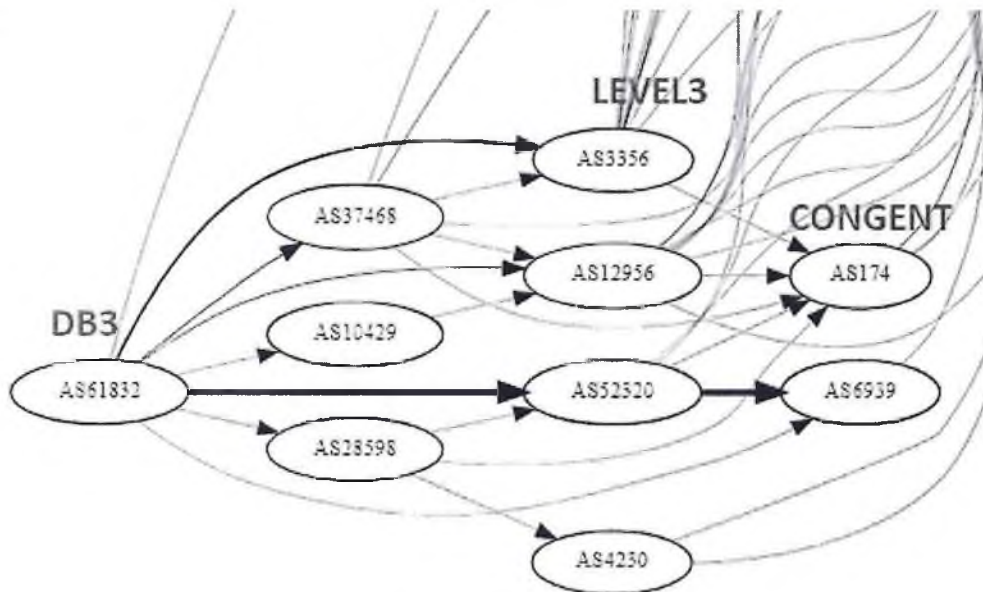 LEVEL3
AS3356
AS37468
CONGENT
AS12956
AS174
DB3
AS10429
AS61832
AS52320
AS6939
AS28598
AS4230